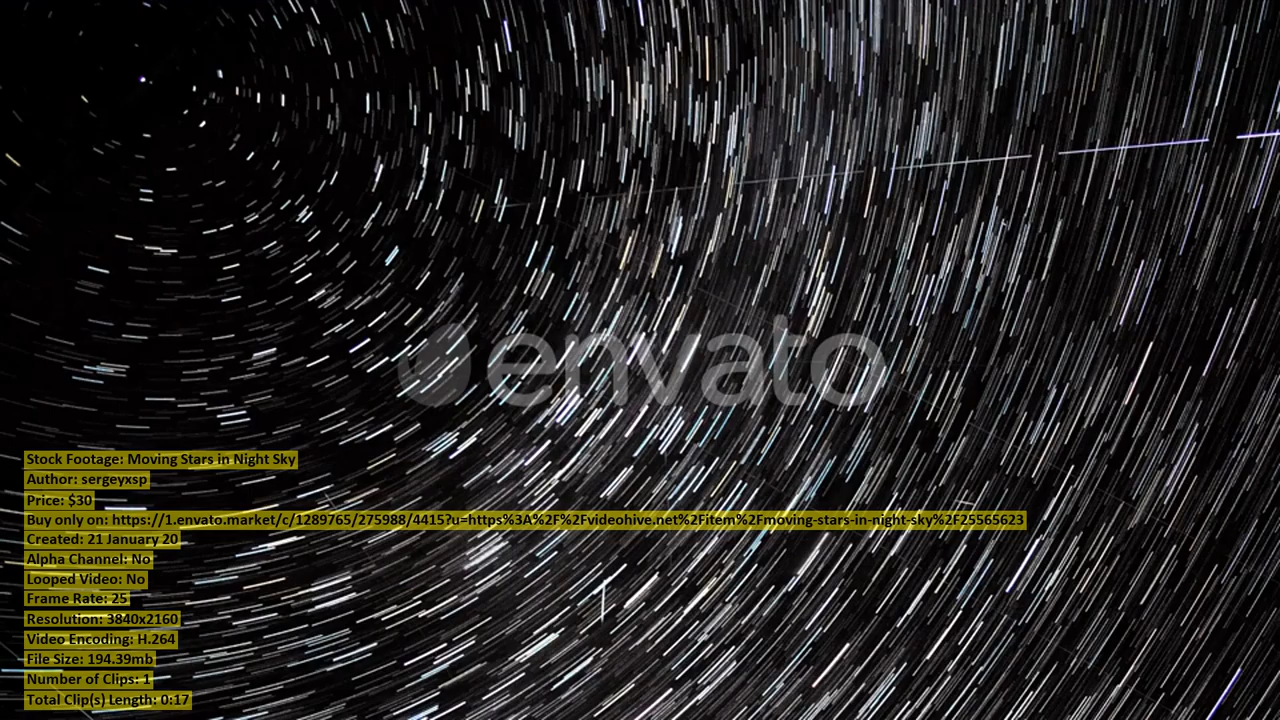 envato
Stock Footage: Moving Stars in Night Sky
Author: sergeyxsp
Price: $30
Buy only on: https://1.envato.market/c/1289765/275988/4415?u=https%3A%2F%2Fvideohive.net%2Fitem%2Fmoving-stars-in-night-sky%2F25565623
Created: 21 January 20
Alpha Channel: No
Looped Video: No
Frame Rate: 25
Resolution: 3840x2160
Video Encoding: H.264
File Size: 194.39mb
Number of Clips: 1
Total Clip(s) Length: 0:17